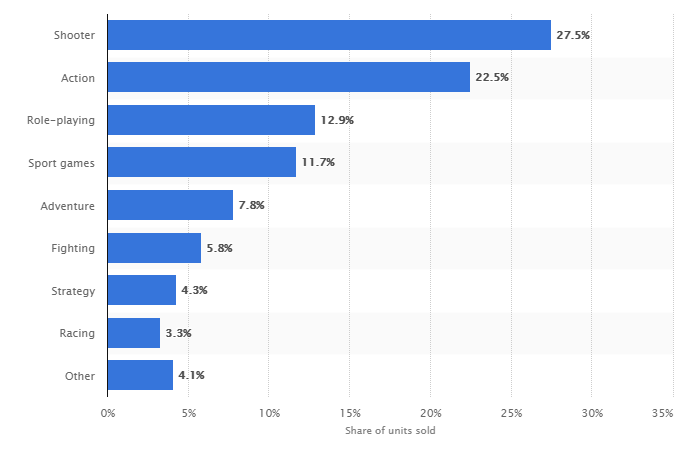 Shooter 27.5%
Action 22.5%
Role-playing 12.9%
Sport games 11.7%
Adventure 7.8%
Fighting 5.8%
Strategy 4.3%
Racing 3.3%
Other 4.1%
0% 5% 10% 15% 20% 25% 30% 35%
Share of units sold